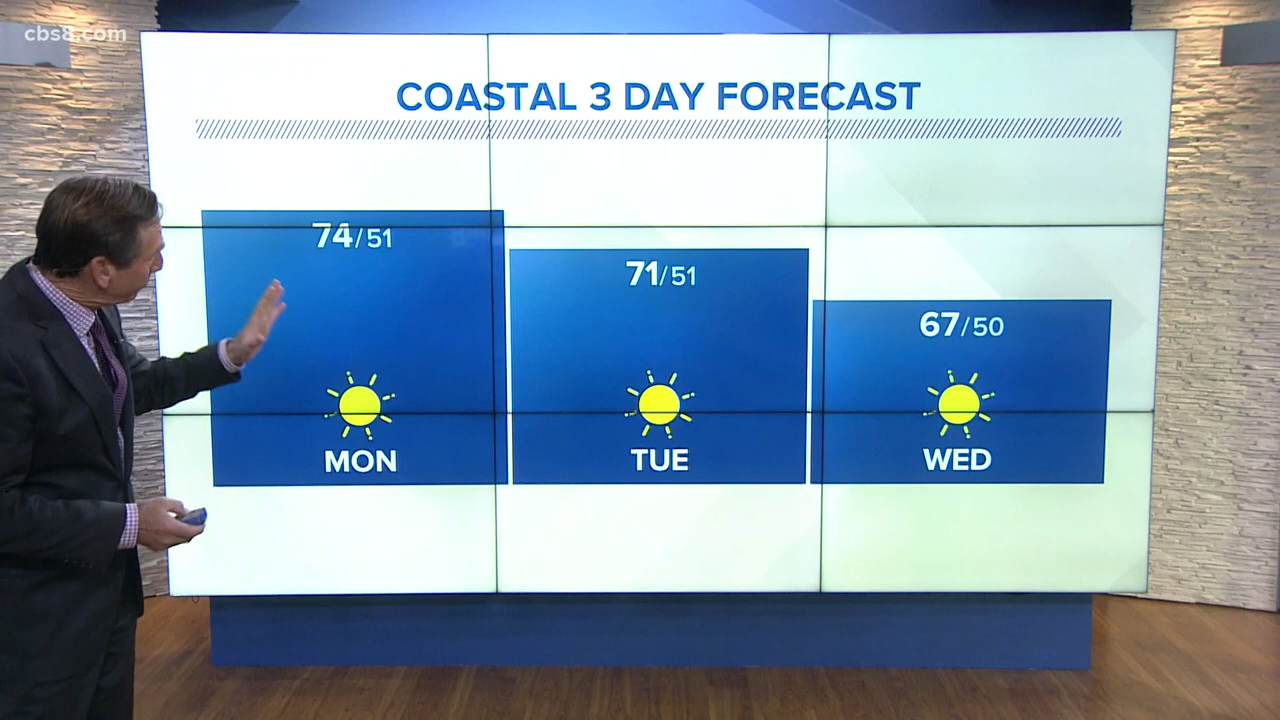 cbs8.com
COASTAL 3 DAY FORECAST
74/51
71/51
67/50
MON
TUE
WED